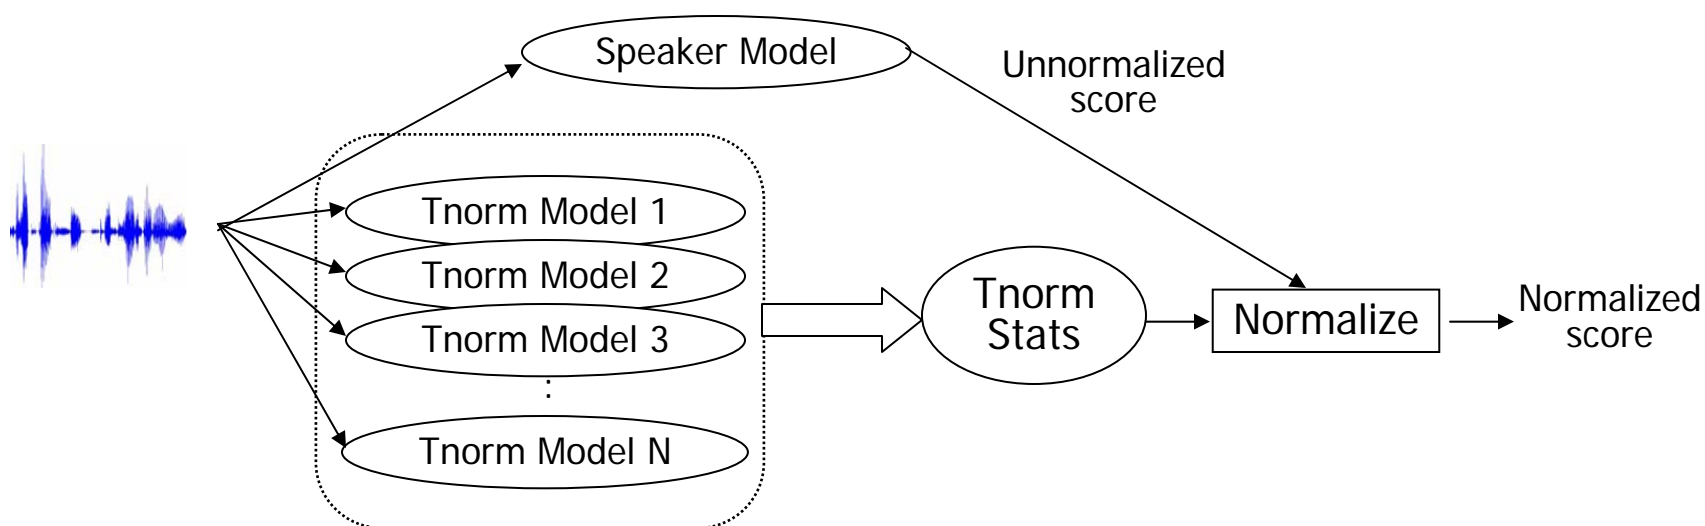 Speaker Model
Unnormalized
score
Tnorm Model 1
Tnorm Model 2
Tnorm Model 3
:
Tnorm Model N
Tnorm
Stats
Normalize
Normalized
score